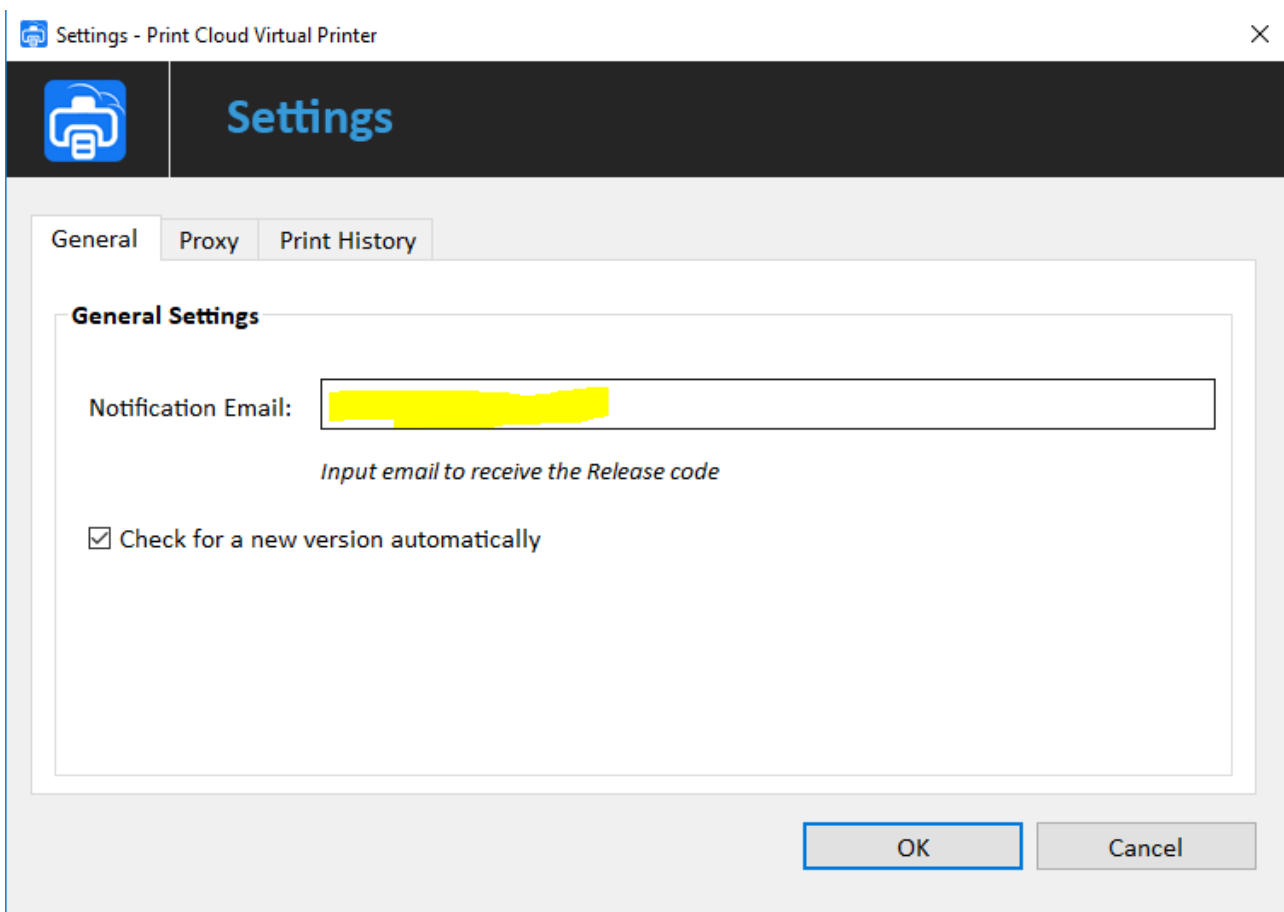 Settings - Print Cloud Virtual Printer
Settings
General Proxy Print History
General Settings
Notification Email:
Input email to receive the Release code
Check for a new version automatically
OK Cancel